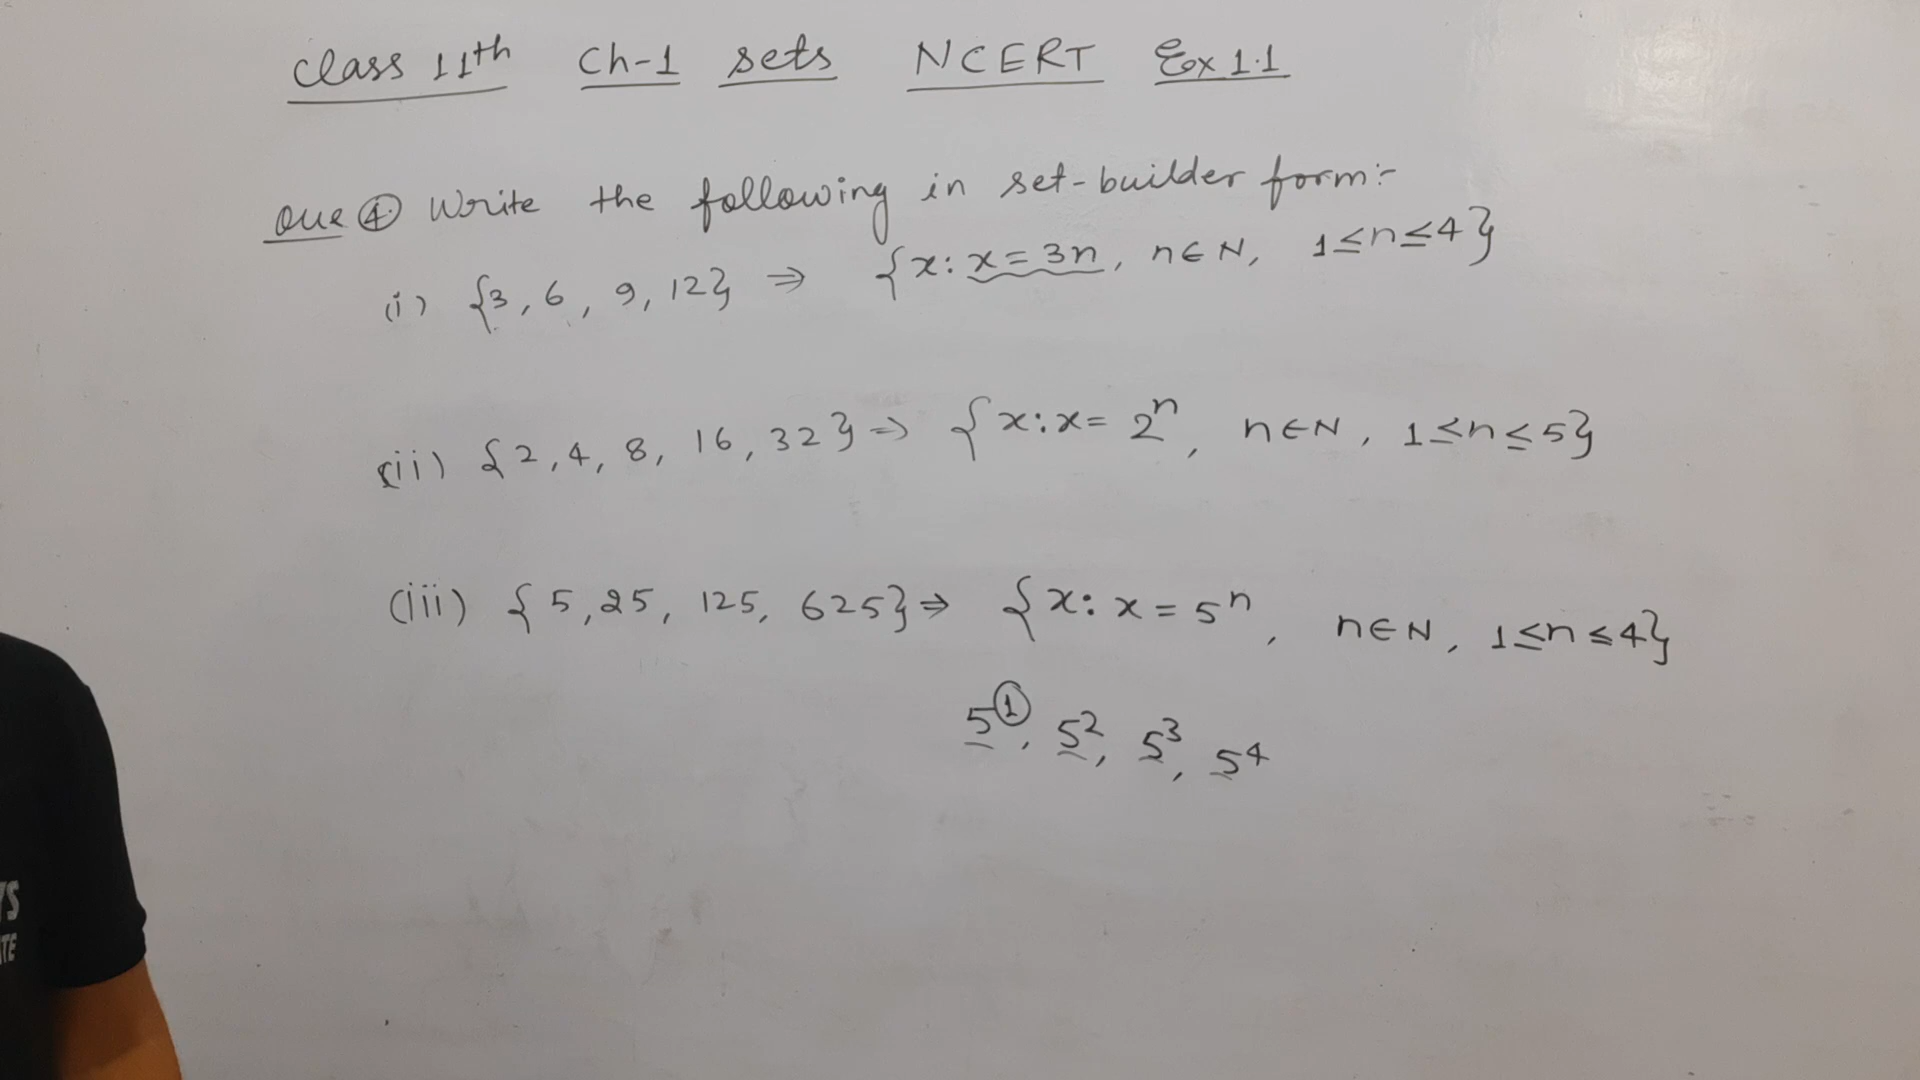 class 11th Ch-1 sets NCERT Ex 1.1
Que ④ Write the following in set-builder form:-
(i) {3, 6, 9, 12} ⇒ {x: x = 3n, n∈N, 1≤n≤4}
(ii) {2, 4, 8, 16, 32} ⇒ {x: x = 2ⁿ, n∈N, 1≤n≤5}
(iii) {5, 25, 125, 625} ⇒ {x: x = 5ⁿ, n∈N, 1≤n≤4}
5^①, 5², 5³, 5⁴